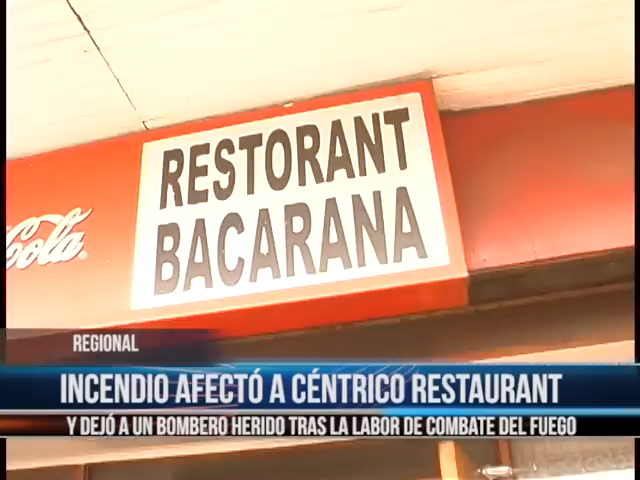 RESTORANT
BACARANA
Cola
REGIONAL
INCENDIO AFECTÓ A CÉNTRICO RESTAURANT
Y DEJÓ A UN BOMBERO HERIDO TRAS LA LABOR DE COMBATE DEL FUEGO